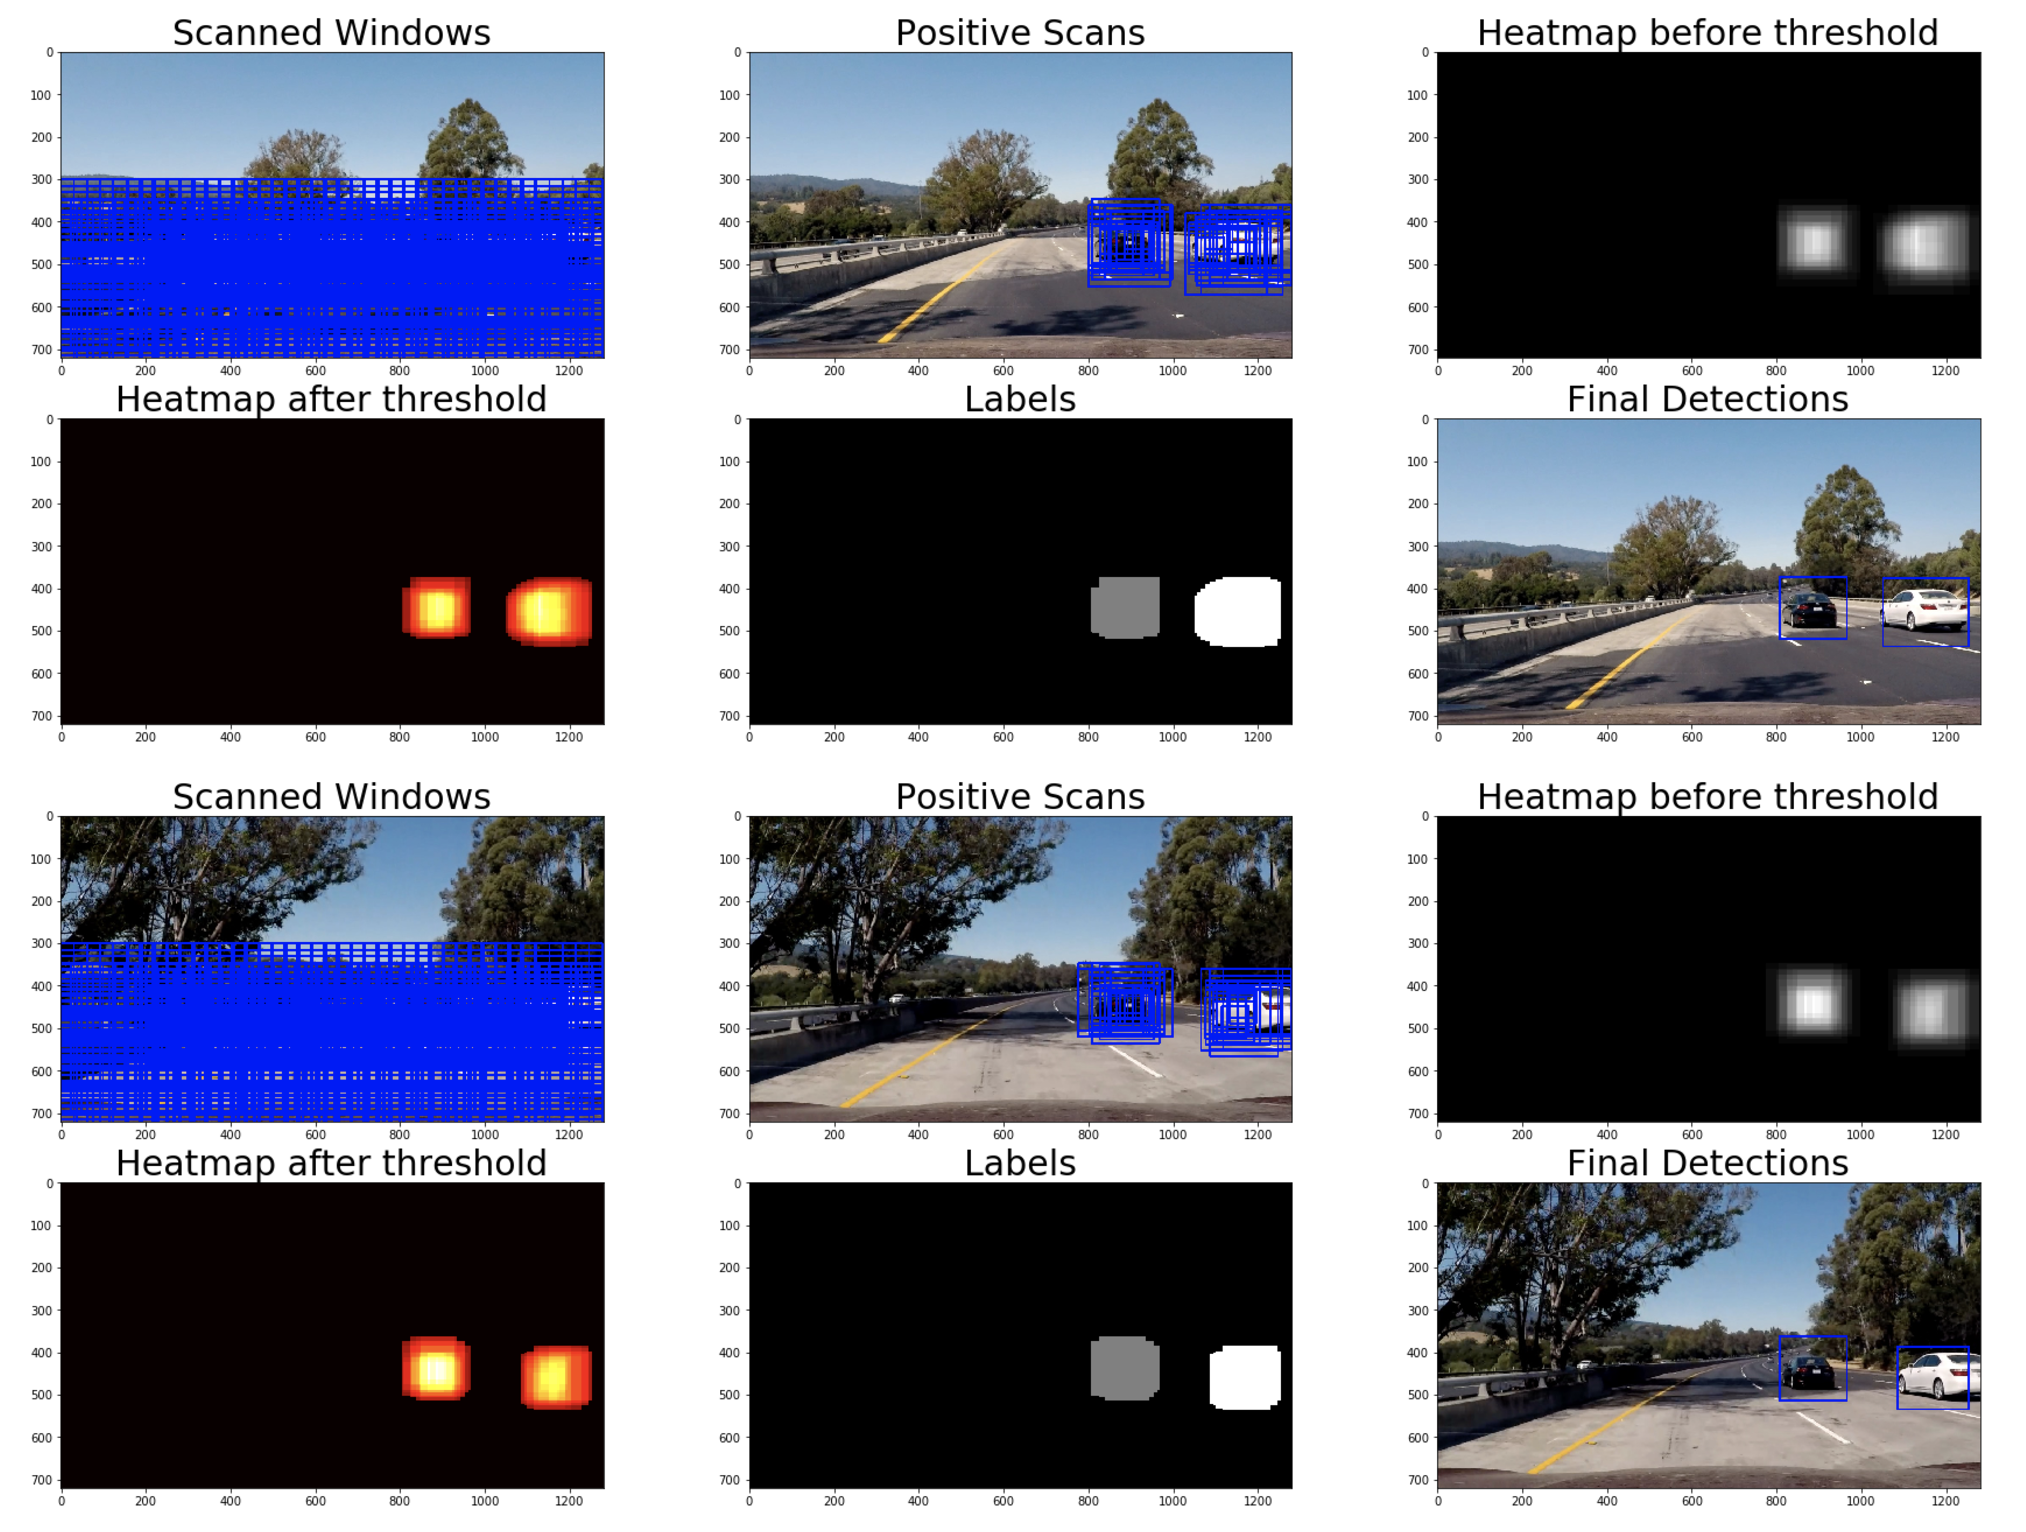 Scanned Windows Positive Scans Heatmap before threshold
0 0 0
100 100 100
200 200 200
300 300 300
400 400 400
500 500 500
600 600 600
700 700 700
0 200 400 600 800 1000 1200 0 200 400 600 800 1000 1200 0 200 400 600 800 1000 1200
Heatmap after threshold Labels Final Detections
0 0 0
100 100 100
200 200 200
300 300 300
400 400 400
500 500 500
600 600 600
700 700 700
0 200 400 600 800 1000 1200 0 200 400 600 800 1000 1200 0 200 400 600 800 1000 1200
Scanned Windows Positive Scans Heatmap before threshold
0 0 0
100 100 100
200 200 200
300 300 300
400 400 400
500 500 500
600 600 600
700 700 700
0 200 400 600 800 1000 1200 0 200 400 600 800 1000 1200 0 200 400 600 800 1000 1200
Heatmap after threshold Labels Final Detections
0 0 0
100 100 100
200 200 200
300 300 300
400 400 400
500 500 500
600 600 600
700 700 700
0 200 400 600 800 1000 1200 0 200 400 600 800 1000 1200 0 200 400 600 800 1000 1200